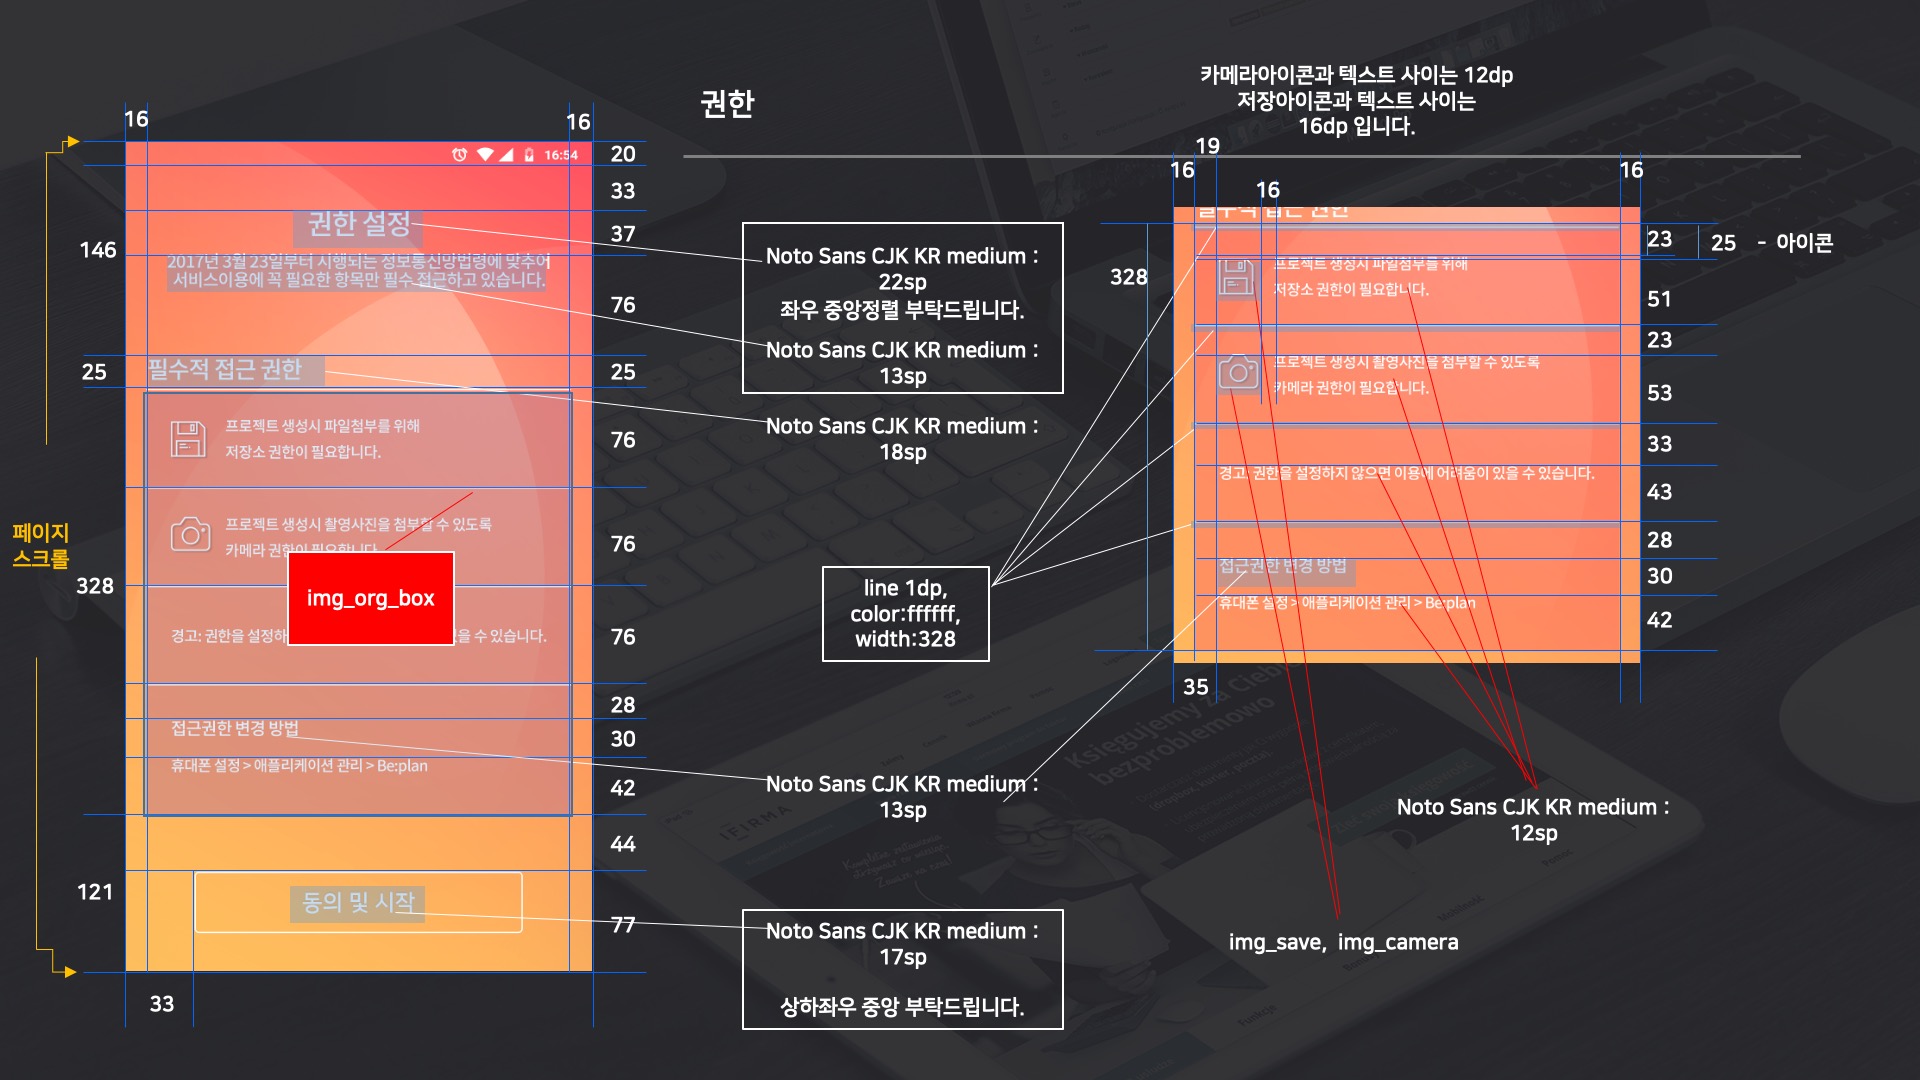 권한
카메라아이콘과 텍스트 사이는 12dp
저장아이콘과 텍스트 사이는
16dp 입니다.
16
16
16:54
20
33
권한 설정
37
146
2017년 3월 23일부터 시행되는 정보통신망법령에 맞추어
서비스이용에 꼭 필요한 항목만 필수 접근하고 있습니다.
76
25
필수적 접근 권한
25
프로젝트 생성시 파일첨부를 위해
저장소 권한이 필요합니다.
76
페이지
스크롤
프로젝트 생성시 촬영사진을 첨부할 수 있도록
카메라 권한이 필요합니다.
76
328
img_org_box
경고: 권한을 설정하
을 수 있습니다.
76
28
접근권한 변경 방법
30
휴대폰 설정 > 애플리케이션 관리 > Be:plan
42
44
121
동의 및 시작
77
33
Noto Sans CJK KR medium :
22sp
좌우 중앙정렬 부탁드립니다.
Noto Sans CJK KR medium :
13sp
Noto Sans CJK KR medium :
18sp
line 1dp,
color:ffffff,
width:328
Noto Sans CJK KR medium :
13sp
Noto Sans CJK KR medium :
17sp
상하좌우 중앙 부탁드립니다.
19
16
16
16
필수적 접근 권한
23
25 - 아이콘
328
프로젝트 생성시 파일첨부를 위해
저장소 권한이 필요합니다.
51
23
프로젝트 생성시 촬영사진을 첨부할 수 있도록
카메라 권한이 필요합니다.
53
33
경고: 권한을 설정하지 않으면 이용에 어려움이 있을 수 있습니다.
43
28
접근권한 변경 방법
30
휴대폰 설정 > 애플리케이션 관리 > Be:plan
42
35
Noto Sans CJK KR medium :
12sp
img_save, img_camera
Księgujemy za Ciebie
bezproblemowo
IFIRMA